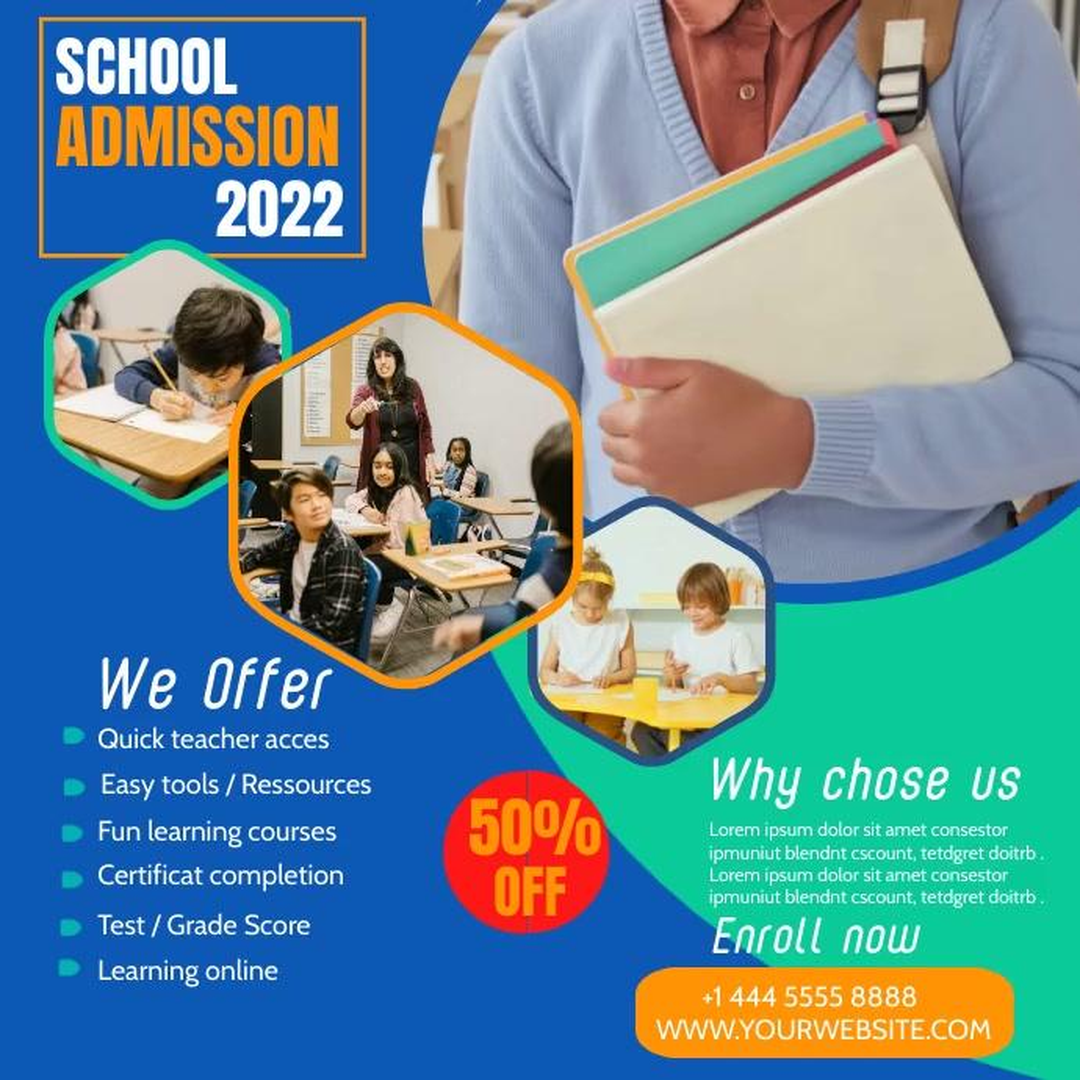 SCHOOL
ADMISSION
2022
We Offer
Quick teacher acces
Easy tools / Ressources
Fun learning courses
Certificat completion
Test / Grade Score
Learning online
50%
OFF
Why chose us
Lorem ipsum dolor sit amet consestor
ipmuniut blendnt cscount, tetdgret doitrb .
Lorem ipsum dolor sit amet consestor
ipmuniut blendnt cscount, tetdgret doitrb .
Enroll now
+1 444 5555 8888
WWW.YOURWEBSITE.COM